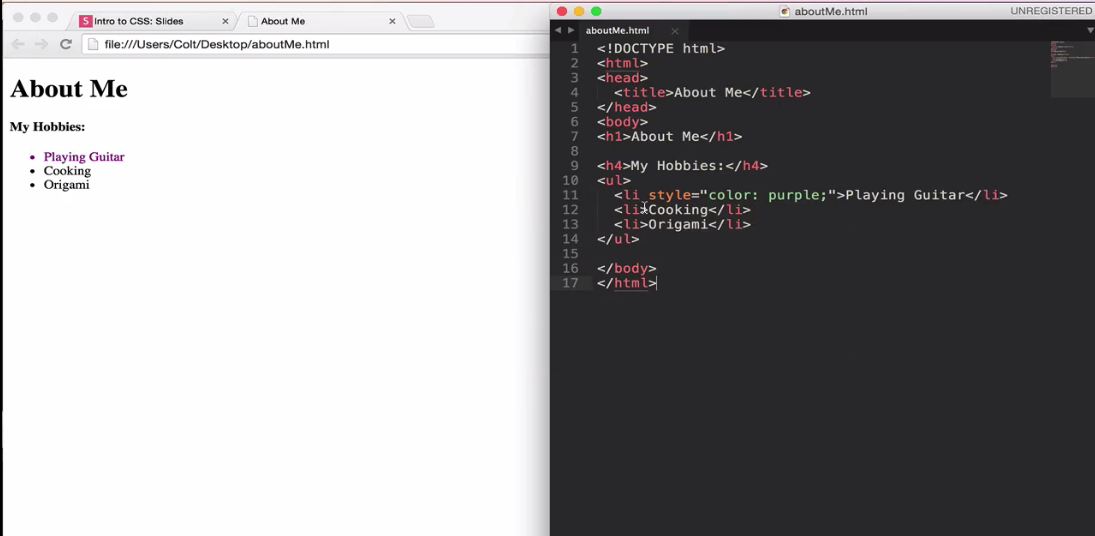 Intro to CSS: Slides
About Me
file:///Users/Colt/Desktop/aboutMe.html
About Me
My Hobbies:
• Playing Guitar
• Cooking
• Origami
aboutMe.html
UNREGISTERED
aboutMe.html
1 <!DOCTYPE html>
2 <html>
3 <head>
4   <title>About Me</title>
5 </head>
6 <body>
7 <h1>About Me</h1>
8
9 <h4>My Hobbies:</h4>
10 <ul>
11   <li style="color: purple;">Playing Guitar</li>
12   <li>Cooking</li>
13   <li>Origami</li>
14 </ul>
15
16 </body>
17 </html>